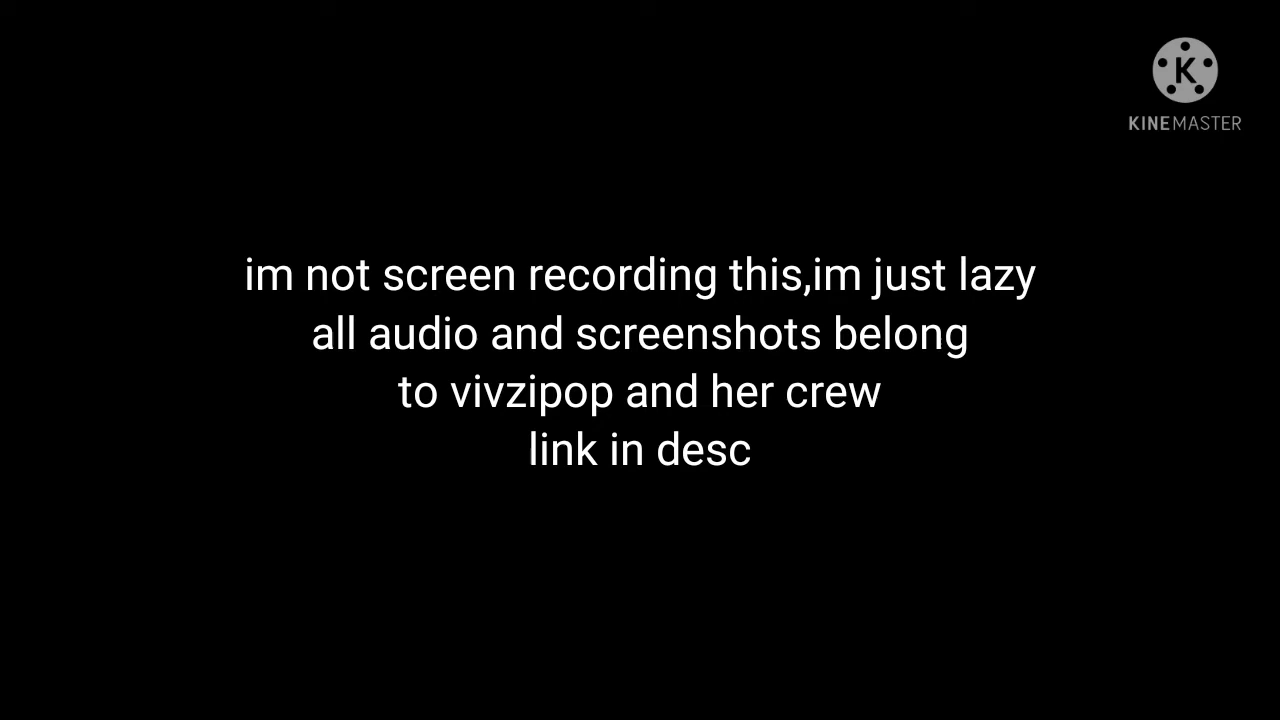 K
KINEMASTER
im not screen recording this,im just lazy
all audio and screenshots belong
to vivzipop and her crew
link in desc